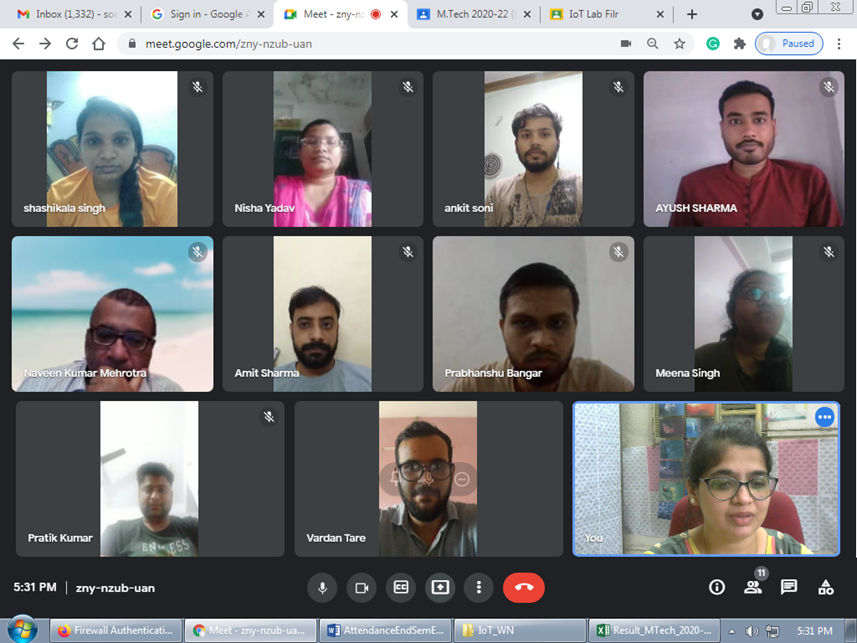 Inbox (1,332) - so
Sign in - Google A
Meet - zny-nz
M.Tech 2020-22 (
IoT Lab Filr
meet.google.com/zny-nzub-uan
Paused
shashikala singh
Nisha Yadav
ankit soni
AYUSH SHARMA
Naveen Kumar Mehrotra
Amit Sharma
Prabhanshu Bangar
Meena Singh
ENDLESS
Pratik Kumar
Vardan Tare
You
5:31 PM | zny-nzub-uan
11
Firewall Authenticati...
Meet - zny-nzub-ua...
AttendanceEndSemE...
IoT_WN
Result_MTech_2020-...
5:31 PM